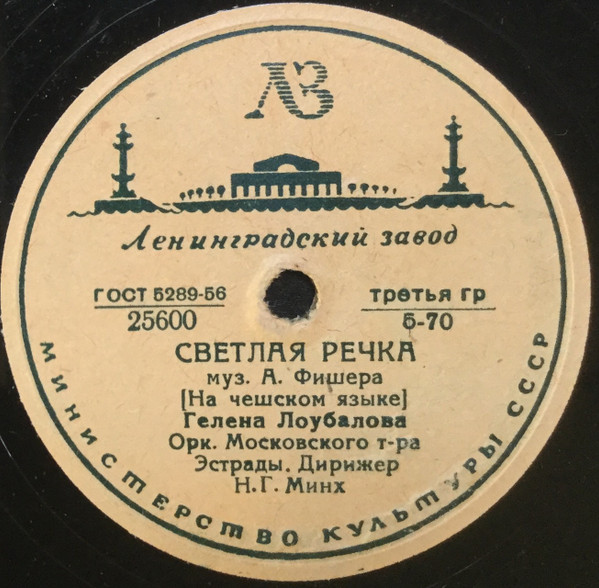 ЛЗ
Ленинградский завод
ГОСТ 5289-56
25600
третья гр
5-70
СВЕТЛАЯ РЕЧКА
муз. А. Фишера
[На чешском языке]
Гелена Лоубалова
Орк. Московского т-ра
Эстрады. Дирижер
Н.Г. Минх
МИНИСТЕРСТВО КУЛЬТУРЫ СССР